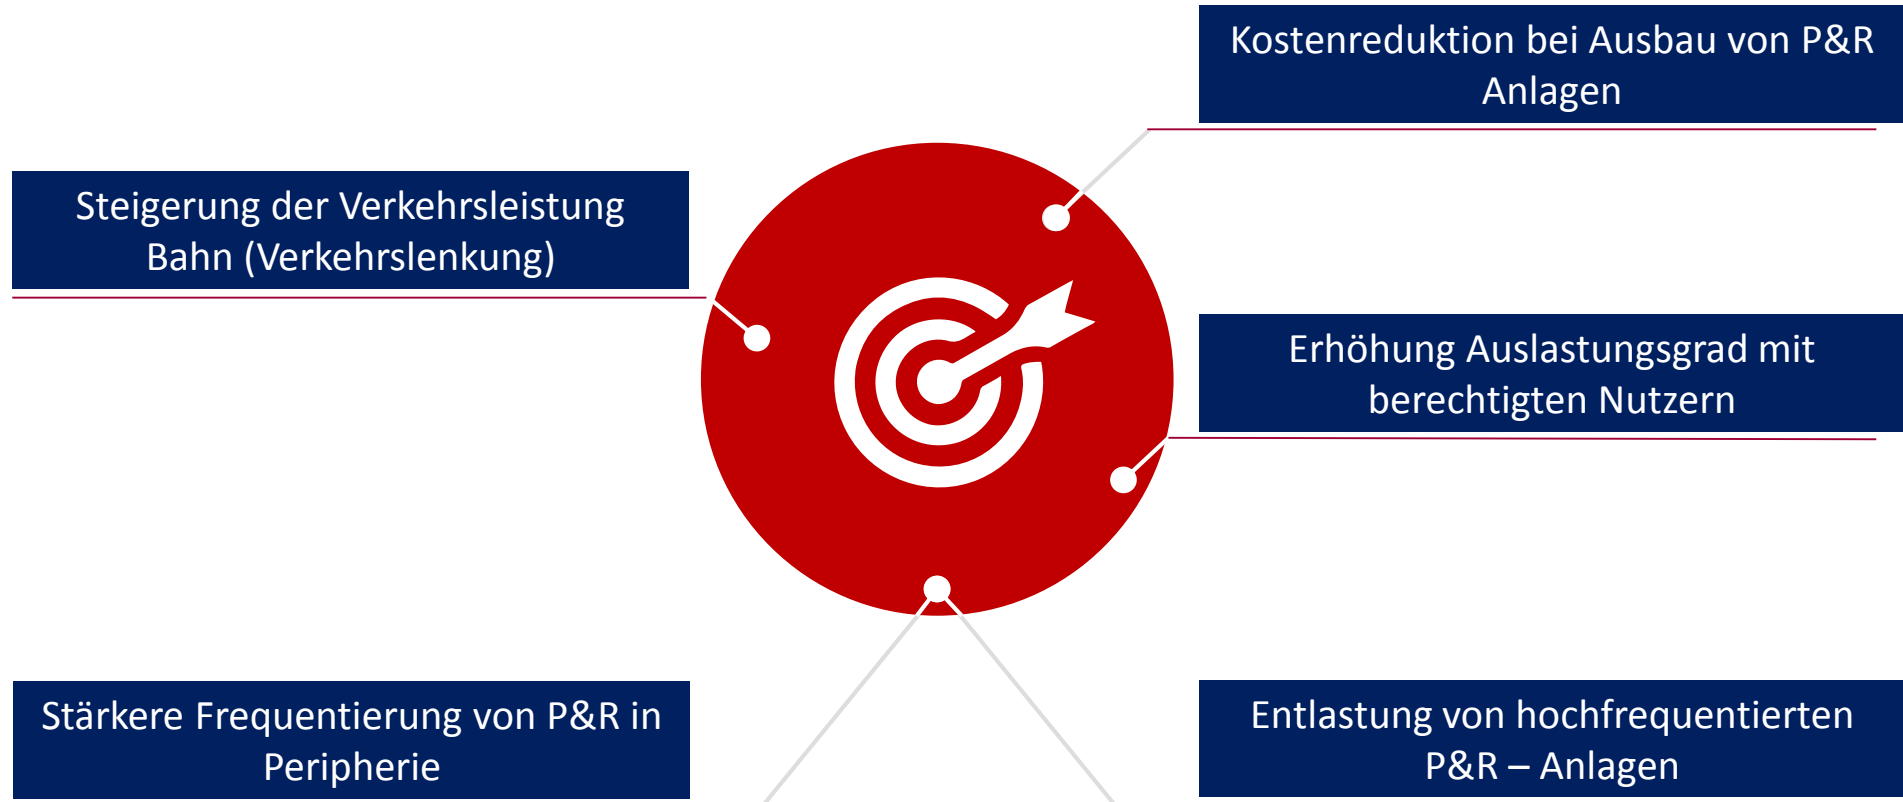 Kostenreduktion bei Ausbau von P&R
Anlagen
Steigerung der Verkehrsleistung
Bahn (Verkehrslenkung)
Erhöhung Auslastungsgrad mit
berechtigten Nutzern
Stärkere Frequentierung von P&R in
Peripherie
Entlastung von hochfrequentierten
P&R – Anlagen